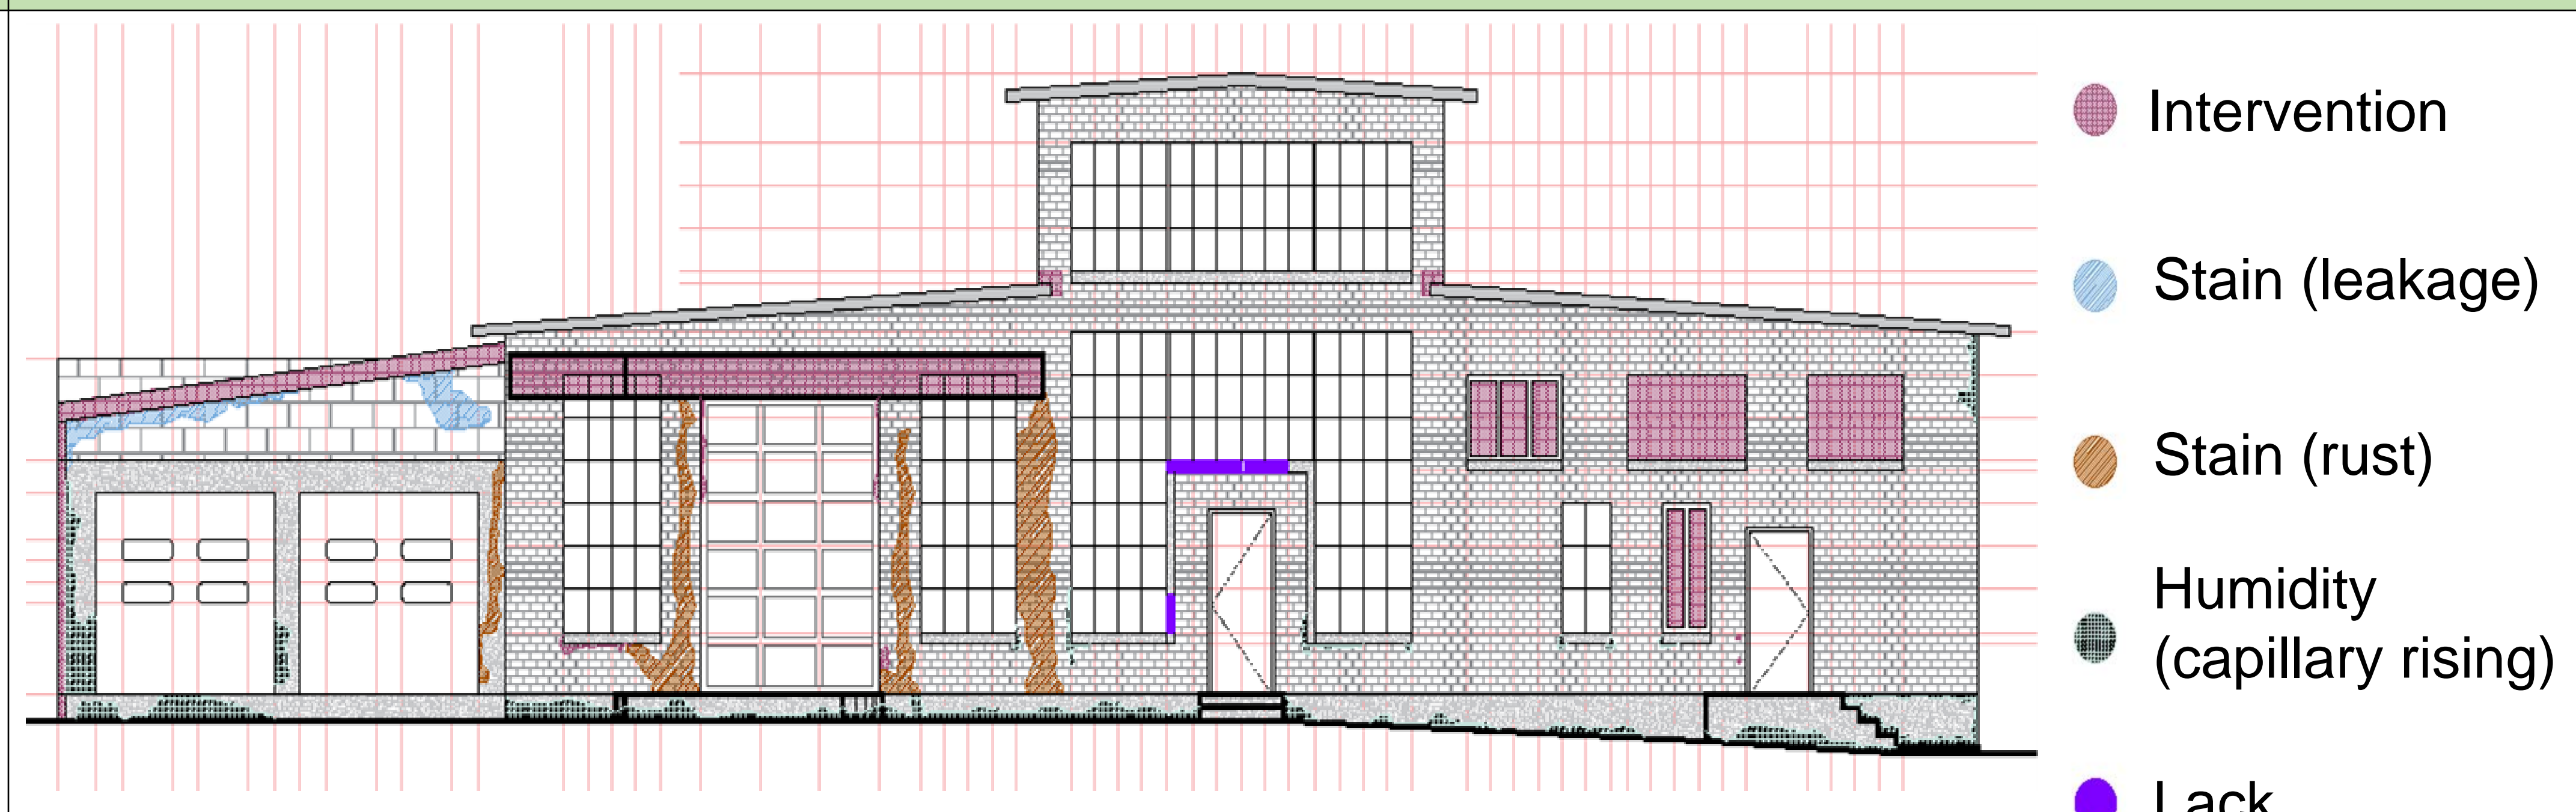 Intervention
Stain (leakage)
Stain (rust)
Humidity
(capillary rising)
Lack